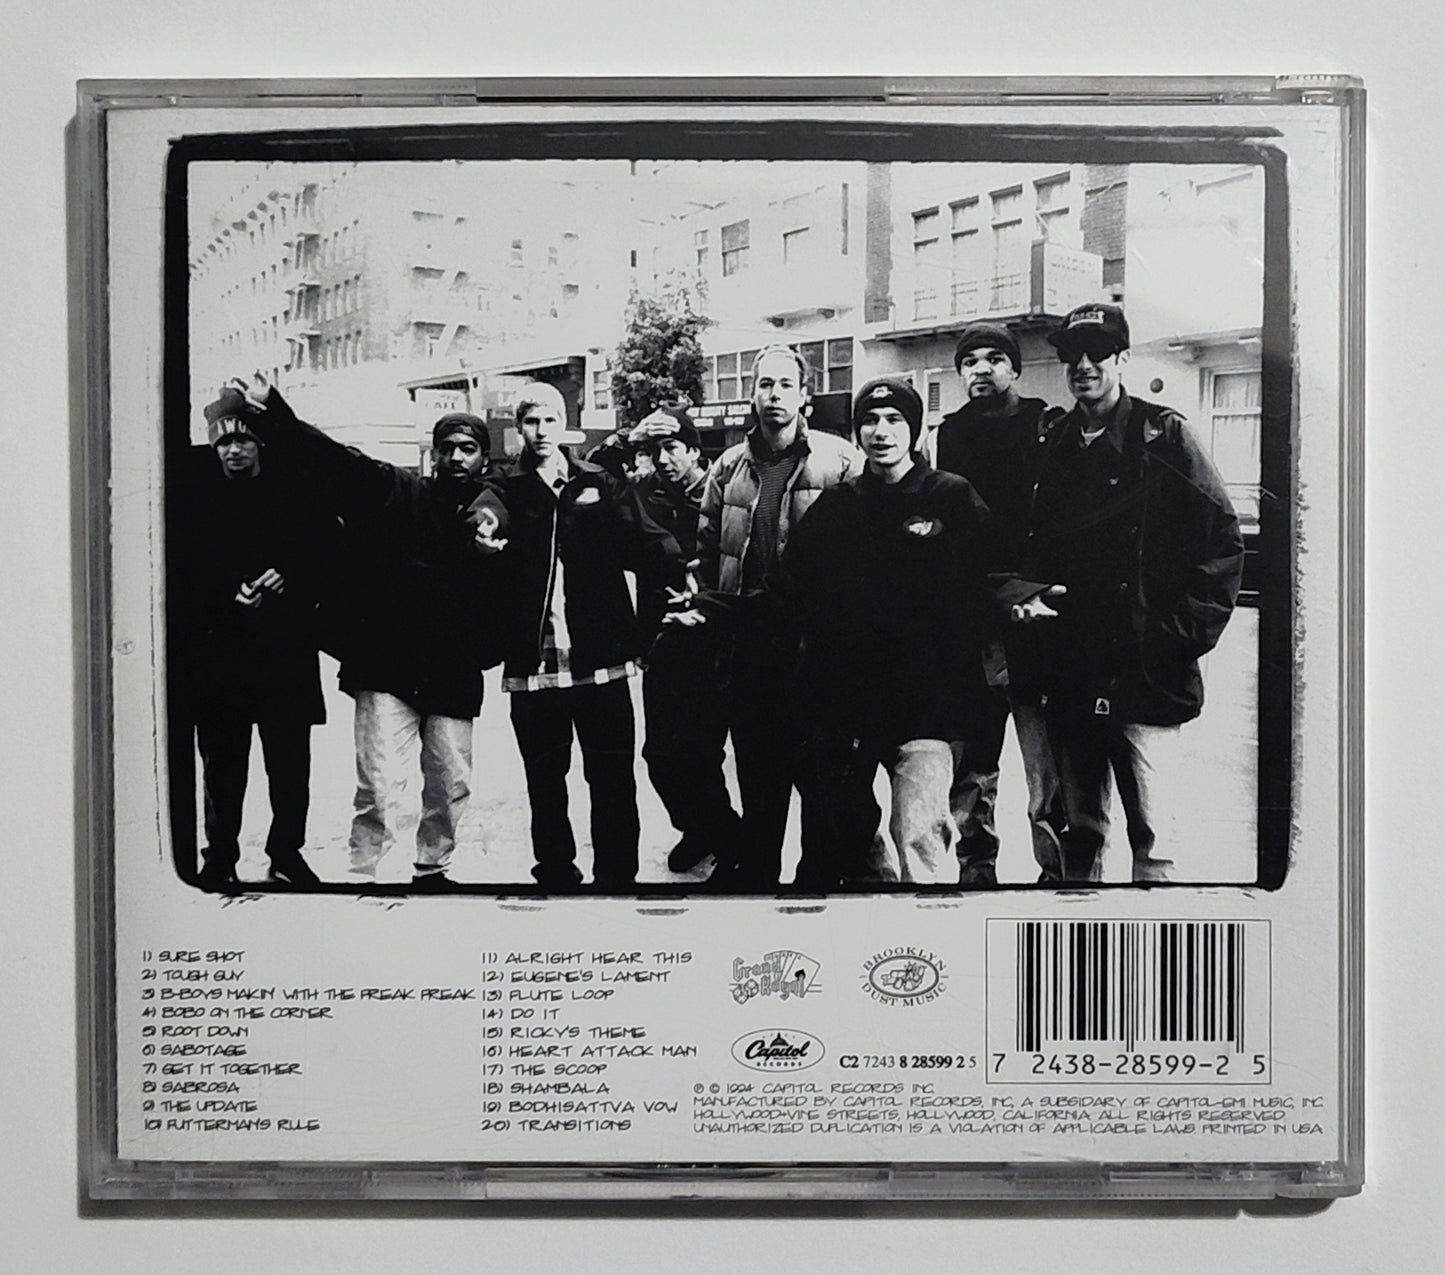 CAFE
1) SURE SHOT
2) TOUGH GUY
3) B-BOYS MAKIN' WITH THE FREAK FREAK
4) BOBO ON THE CORNER
5) ROOT DOWN
6) SABOTAGE
7) GET IT TOGETHER
8) SABROSA
9) THE UPDATE
10) FUTTERMAN'S RULE
11) ALRIGHT HEAR THIS
12) EUGENE'S LAMENT
13) FLUTE LOOP
14) DO IT
15) RICKY'S THEME
16) HEART ATTACK MAN
17) THE SCOOP
18) SHAMBALA
19) BODHISATTVA VOW
20) TRANSITIONS
Grand
Royal
BROOKLYN
DUST MUSIC
Capitol
RECORDS
C2 7243 8 28599 2 5
7 2438-28599-2 5
℗ © 1994 CAPITOL RECORDS INC
MANUFACTURED BY CAPITOL RECORDS, INC, A SUBSIDIARY OF CAPITOL-EMI MUSIC, INC
HOLLYWOOD+VINE STREETS, HOLLYWOOD, CALIFORNIA. ALL RIGHTS RESERVED.
UNAUTHORIZED DUPLICATION IS A VIOLATION OF APPLICABLE LAWS. PRINTED IN USA